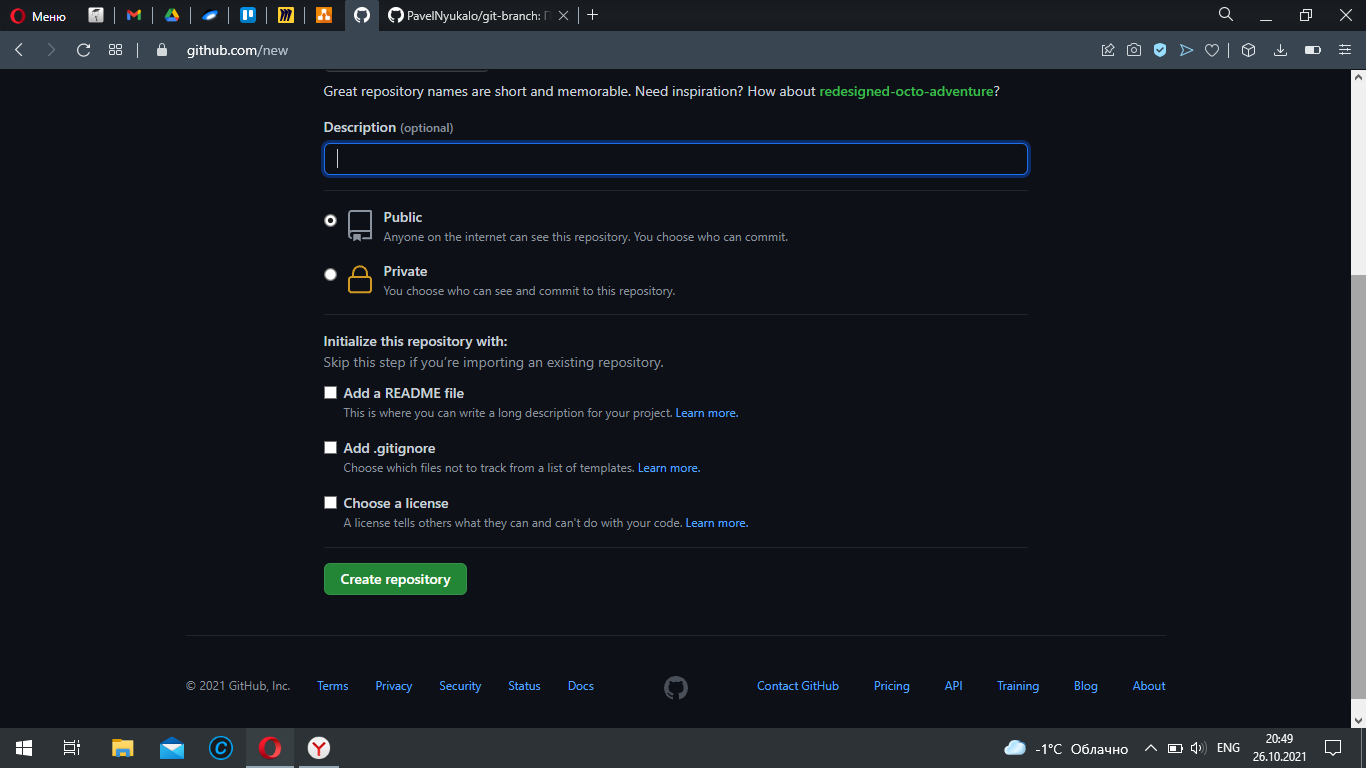 Меню
PavelNyukalo/git-branch:
github.com/new
Great repository names are short and memorable. Need inspiration? How about redesigned-octo-adventure?
Description (optional)
Public
Anyone on the internet can see this repository. You choose who can commit.
Private
You choose who can see and commit to this repository.
Initialize this repository with:
Skip this step if you're importing an existing repository.
Add a README file
This is where you can write a long description for your project. Learn more.
Add .gitignore
Choose which files not to track from a list of templates. Learn more.
Choose a license
A license tells others what they can and can't do with your code. Learn more.
Create repository
© 2021 GitHub, Inc. Terms Privacy Security Status Docs Contact GitHub Pricing API Training Blog About
-1°C Облачно ENG
20:49
26.10.2021